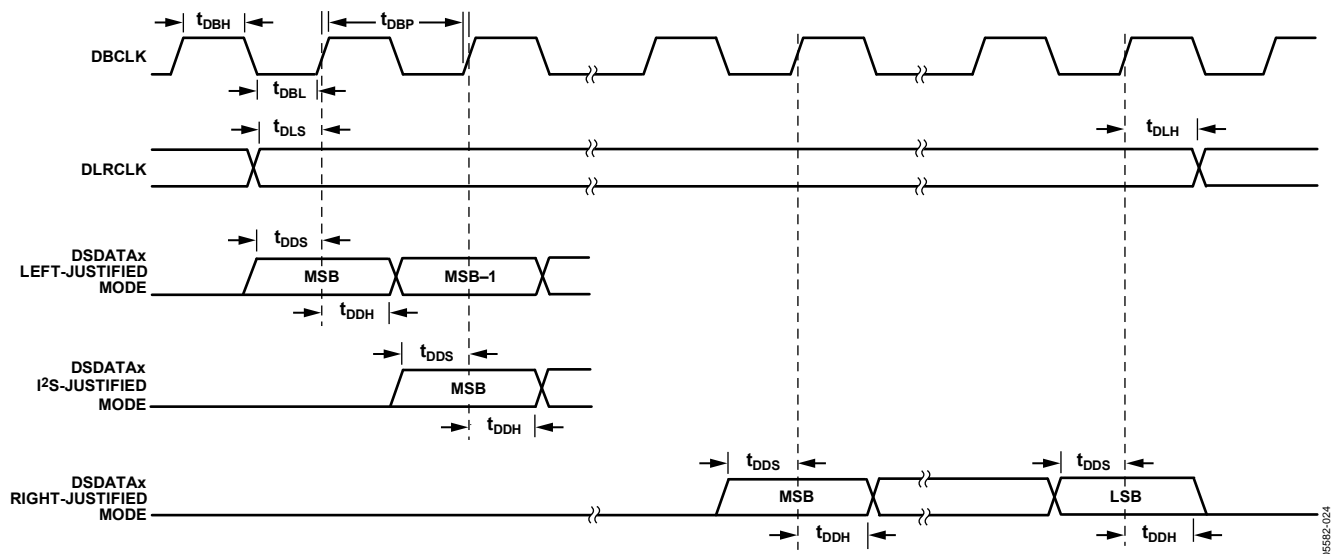 tDBH
tDBP
DBCLK
tDBL
tDLS
tDLH
DLRCLK
tDDS
DSDATAx
LEFT-JUSTIFIED
MODE
MSB
MSB–1
tDDH
DSDATAx
I²S-JUSTIFIED
MODE
tDDS
MSB
tDDH
DSDATAx
RIGHT-JUSTIFIED
MODE
tDDS
tDDS
MSB
LSB
tDDH
tDDH
05582-024